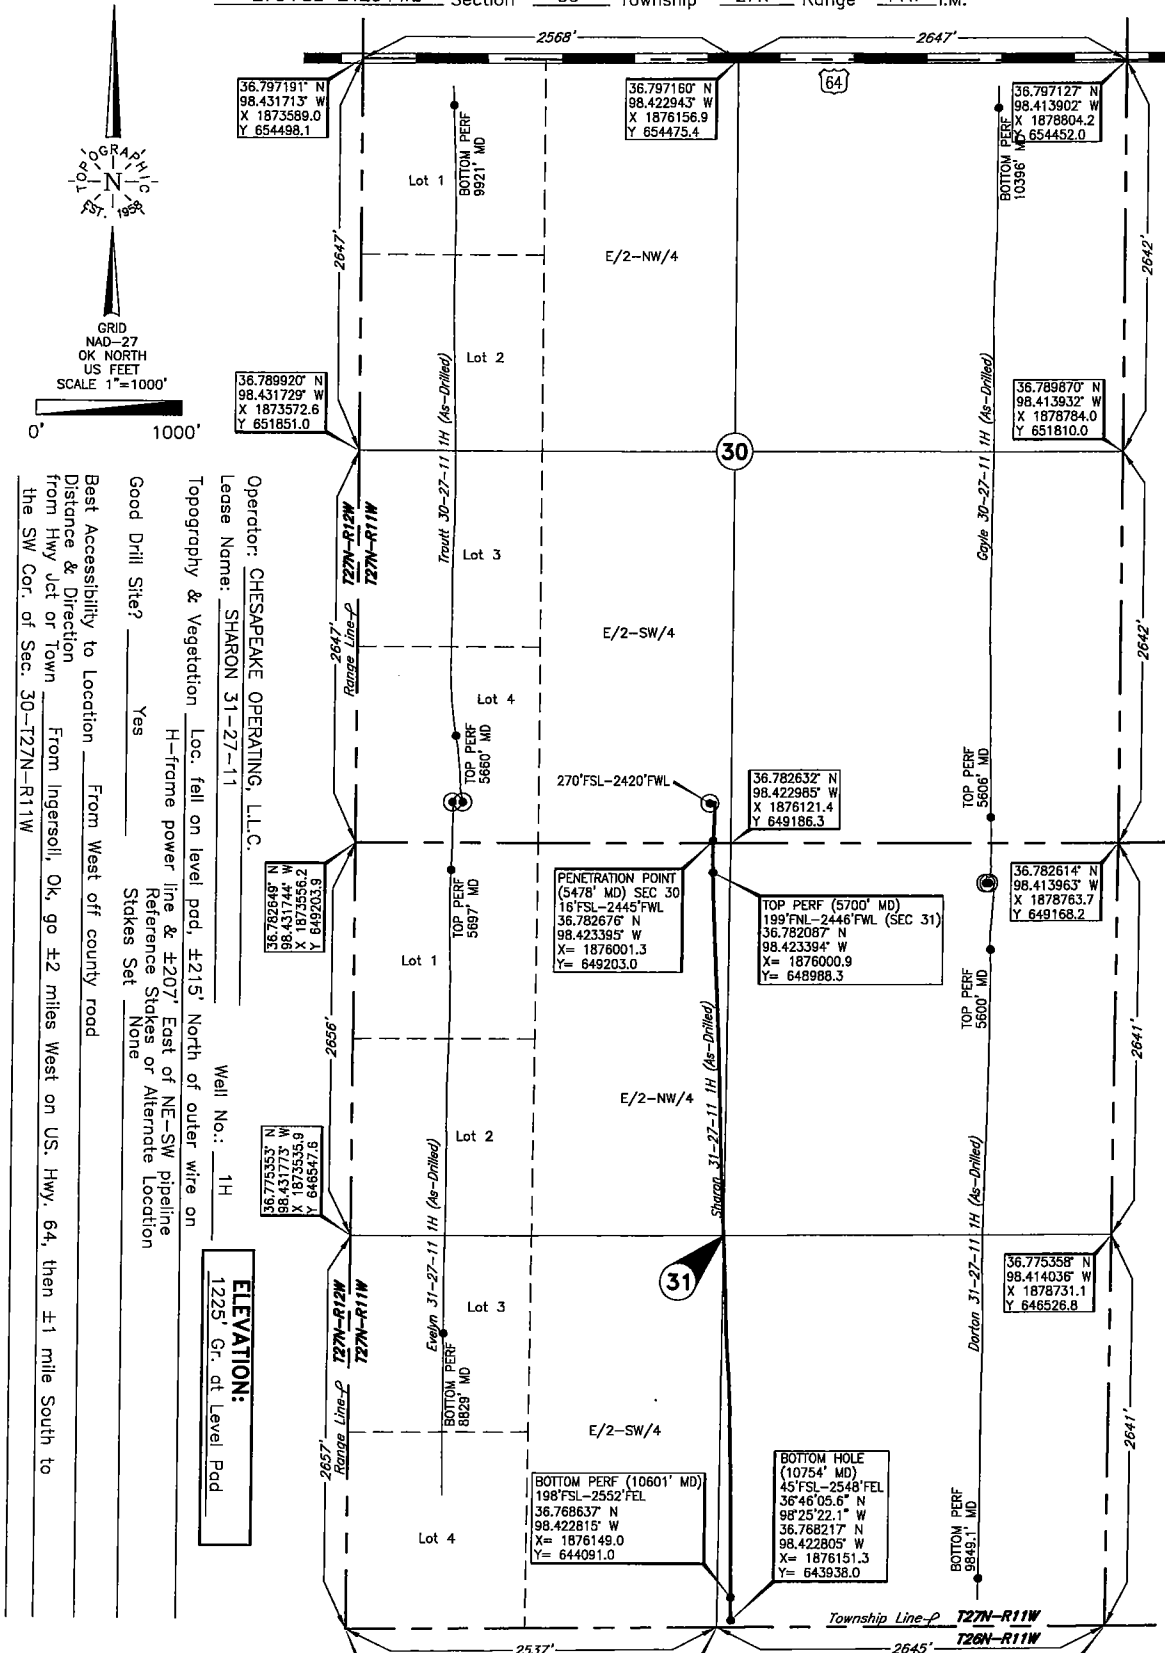 Section
Township
Range
I.M.
2568'
2647'
64
36.797191° N
98.431713° W
X 1873589.0
Y 654498.1
36.797160° N
98.422943° W
X 1876156.9
Y 654475.4
36.797127° N
98.413902° W
X 1878804.2
Y 654452.0
BOTTOM PERF
9921' MD
BOTTOM PERF
10396' MD
TOPOGRAPHIC
N
EST. 1958
Lot 1
E/2-NW/4
2647'
2642'
GRID
NAD-27
OK NORTH
US FEET
SCALE 1"=1000'
0'
1000'
Lot 2
Trautt 30-27-11 1H (As-Drilled)
Gayle 30-27-11 1H (As-Drilled)
36.789920° N
98.431729° W
X 1873572.6
Y 651851.0
36.789870° N
98.413932° W
X 1878784.0
Y 651810.0
30
T27N-R12W
T27N-R11W
Range Line
2647'
2642'
Lot 3
E/2-SW/4
Lot 4
TOP PERF
5660' MD
TOP PERF
5606' MD
270'FSL-2420'FWL
36.782632° N
98.422985° W
X 1876121.4
Y 649186.3
36.782649° N
98.431744° W
X 1873556.2
Y 649203.9
TOP PERF
5697' MD
PENETRATION POINT
(5478' MD) SEC 30
16'FSL-2445'FWL
36.782676° N
98.423395° W
X= 1876001.3
Y= 649203.0
TOP PERF (5700' MD)
199'FNL-2446'FWL (SEC 31)
36.782087° N
98.423394° W
X= 1876000.9
Y= 648988.3
36.782614° N
98.413963° W
X 1878763.7
Y 649168.2
TOP PERF
5600' MD
Lot 1
2656'
2641'
E/2-NW/4
Lot 2
Sharon 31-27-11 1H (As-Drilled)
Evelyn 31-27-11 1H (As-Drilled)
Dorton 31-27-11 1H (As-Drilled)
36.775353° N
98.431773° W
X 1873535.9
Y 646547.6
36.775358° N
98.414036° W
X 1878731.1
Y 646526.8
31
T27N-R12W
T27N-R11W
Range Line
2657'
2641'
Lot 3
BOTTOM PERF
8829' MD
E/2-SW/4
Lot 4
BOTTOM PERF (10601' MD)
198'FSL-2552'FEL
36.768637° N
98.422815° W
X= 1876149.0
Y= 644091.0
BOTTOM HOLE
(10754' MD)
45'FSL-2548'FEL
36°46'05.6" N
98°25'22.1" W
36.768217° N
98.422805° W
X= 1876151.3
Y= 643938.0
BOTTOM PERF
9849.1' MD
Township Line
T27N-R11W
T26N-R11W
2537'
2645'
Operator: CHESAPEAKE OPERATING, L.L.C.
Lease Name: SHARON 31-27-11 Well No.: 1H
ELEVATION:
1225' Gr. at Level Pad
Topography & Vegetation Loc. fell on level pad, ±215' North of outer wire on
H-frame power line & ±207' East of NE-SW pipeline
Good Drill Site? Yes
Reference Stakes or Alternate Location
Stakes Set None
Best Accessibility to Location From West off county road
Distance & Direction
from Hwy Jct or Town From Ingersoll, Ok, go ±2 miles West on US. Hwy. 64, then ±1 mile South to
the SW Cor. of Sec. 30-T27N-R11W